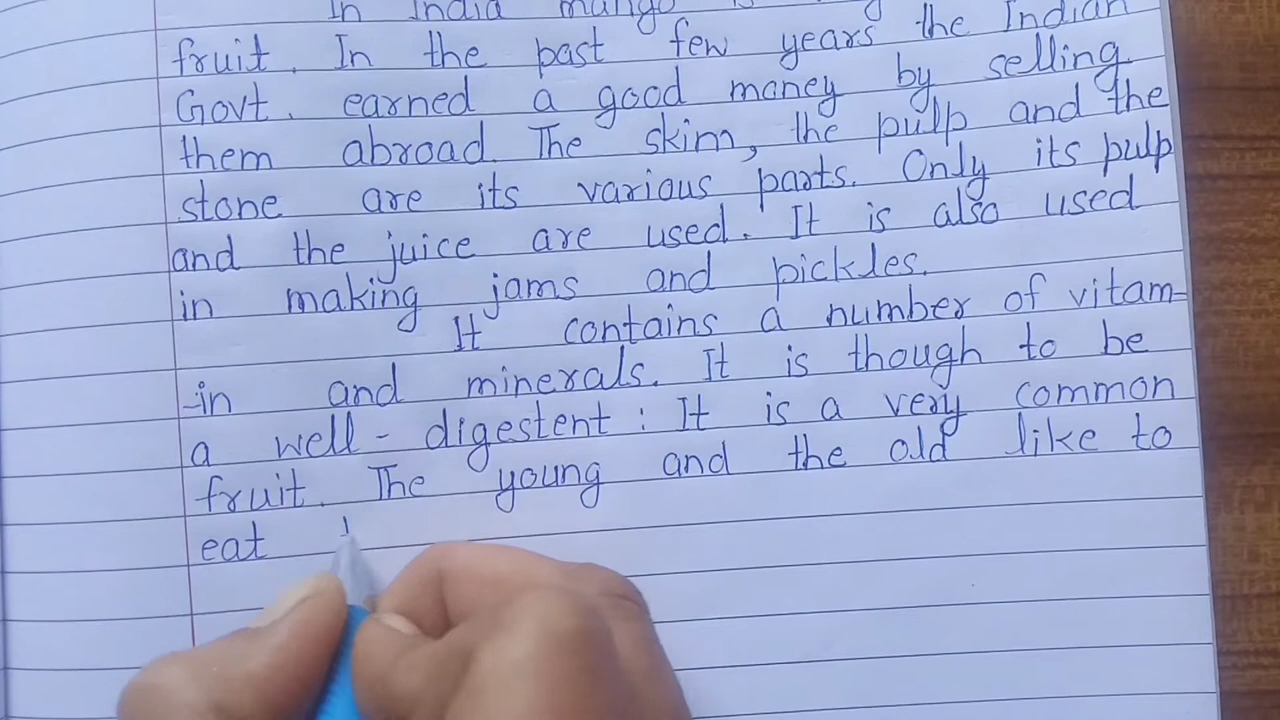 In India mango is
fruit. In the past few years the Indian
Govt. earned a good money by selling
them abroad. The skim, the pulp and the
stone are its various parts. Only its pulp
and the juice are used. It is also used
in making jams and pickles.
It contains a number of vitam-
-in and minerals. It is though to be
a well-digestent : It is a very common
fruit. The young and the old like to
eat